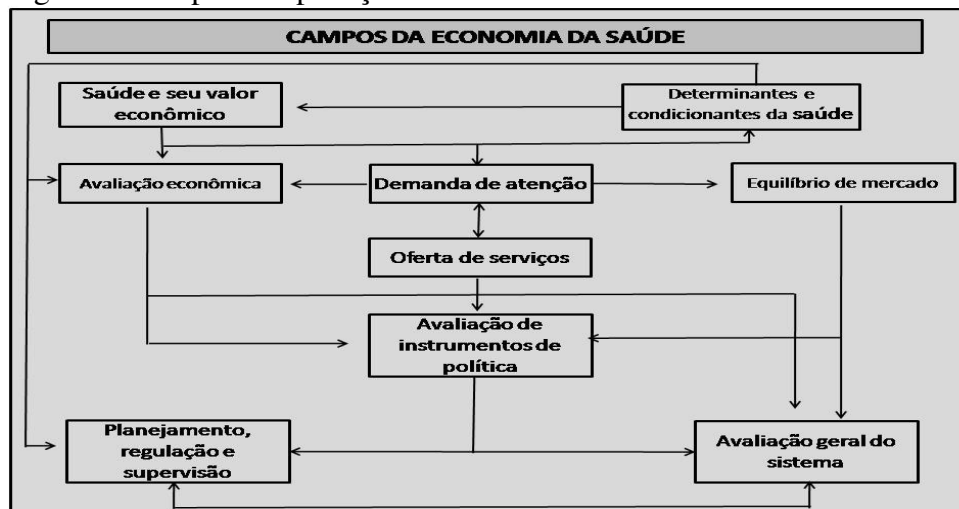 CAMPOS DA ECONOMIA DA SAÚDE
Saúde e seu valor
econômico
Determinantes e
condicionantes da saúde
Avaliação econômica
Demanda de atenção
Equilíbrio de mercado
Oferta de serviços
Avaliação de
instrumentos de
política
Planejamento,
regulação e
supervisão
Avaliação geral do
sistema